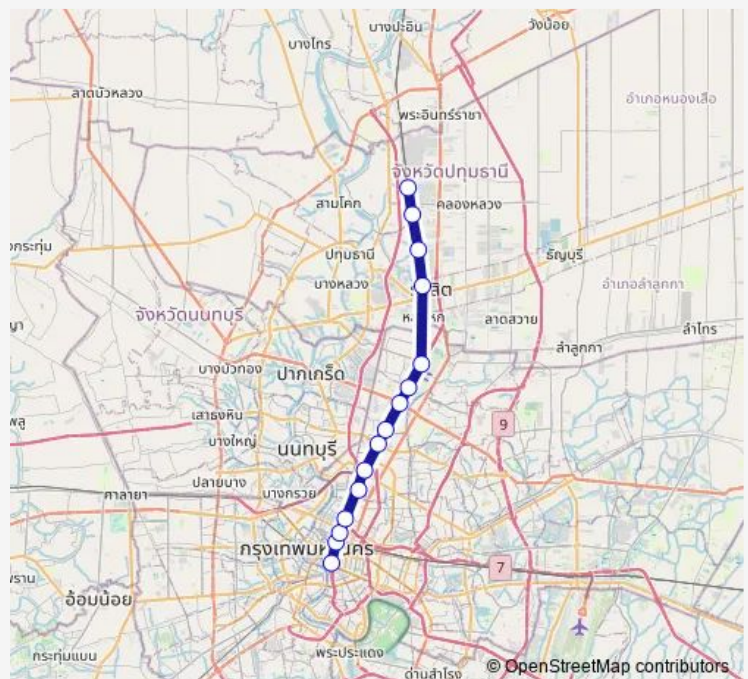 บางปะอิน
วังน้อย
บางไทร
ลาดบัวหลวง
อำเภอหนองเสือ
พระอินทร์ราชา
จังหวัดปทุมธานี
สามโคก
คลองหลวง
ปทุมธานี
ธัญบุรี
บางหลวง
อำเภอลำลูกกา
จังหวัดนนทบุรี
ลาดสวาย
ลำไทร
ลำลูกกา
บางบัวทอง
ปากเกร็ด
เสาธงหิน
9
บางใหญ่
นนทบุรี
ปลายบาง
ศาลายา
บางกรวย
7
อ้อมน้อย
กระทุ่มแบน
พระประแดง
ด่านสำโรง
© OpenStreetMap contributors